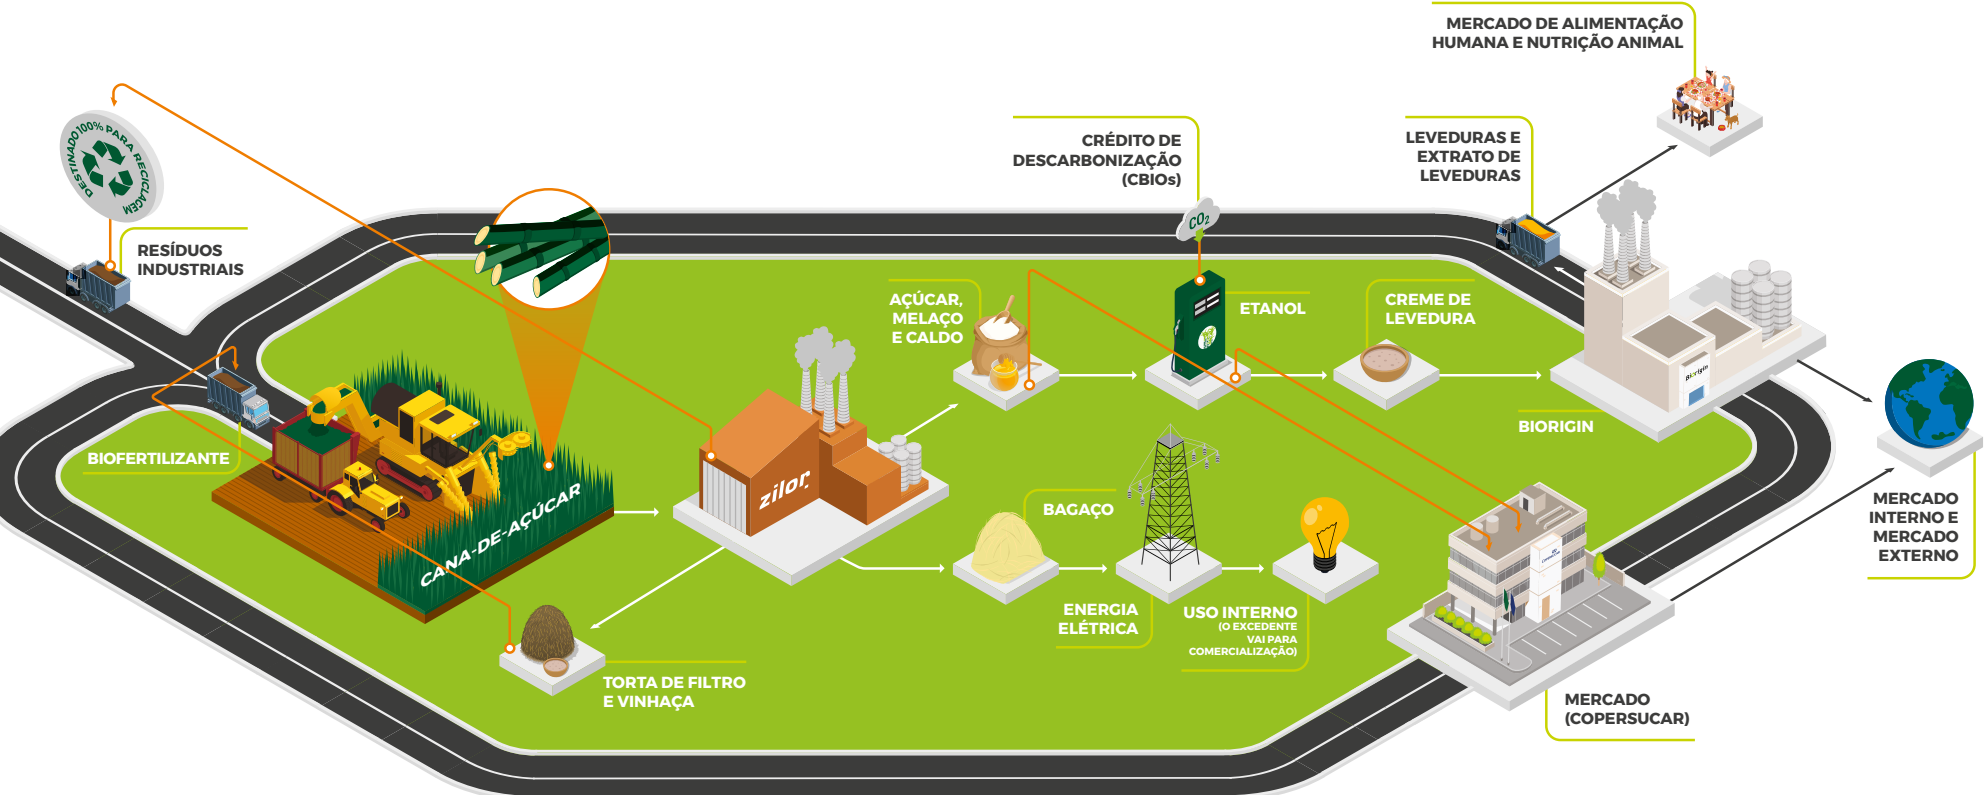 MERCADO DE ALIMENTAÇÃO
HUMANA E NUTRIÇÃO ANIMAL
DESTINADO 100% PARA RECICLAGEM
RESÍDUOS
INDUSTRIAIS
CRÉDITO DE
DESCARBONIZAÇÃO
(CBIOs)
CO2
LEVEDURAS E
EXTRATO DE
LEVEDURAS
AÇÚCAR,
MELAÇO
E CALDO
ETANOL
CREME DE
LEVEDURA
Biorigin
BIORIGIN
BIOFERTILIZANTE
CANA-DE-AÇÚCAR
zilor
BAGAÇO
ENERGIA
ELÉTRICA
USO INTERNO
(O EXCEDENTE
VAI PARA
COMERCIALIZAÇÃO)
TORTA DE FILTRO
E VINHAÇA
MERCADO
(COPERSUCAR)
MERCADO
INTERNO E
MERCADO
EXTERNO